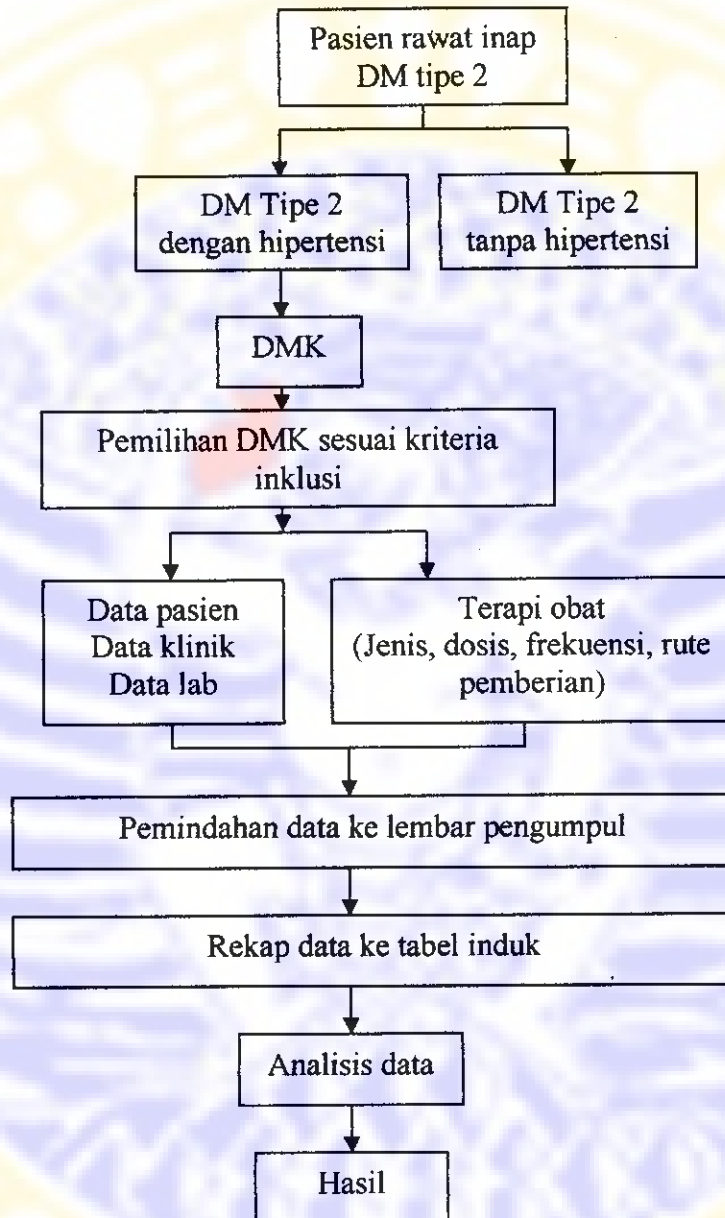 Pasien rawat inap
DM tipe 2
DM Tipe 2
dengan hipertensi
DM Tipe 2
tanpa hipertensi
DMK
Pemilihan DMK sesuai kriteria
inklusi
Data pasien
Data klinik
Data lab
Terapi obat
(Jenis, dosis, frekuensi, rute
pemberian)
Pemindahan data ke lembar pengumpul
Rekap data ke tabel induk
Analisis data
Hasil